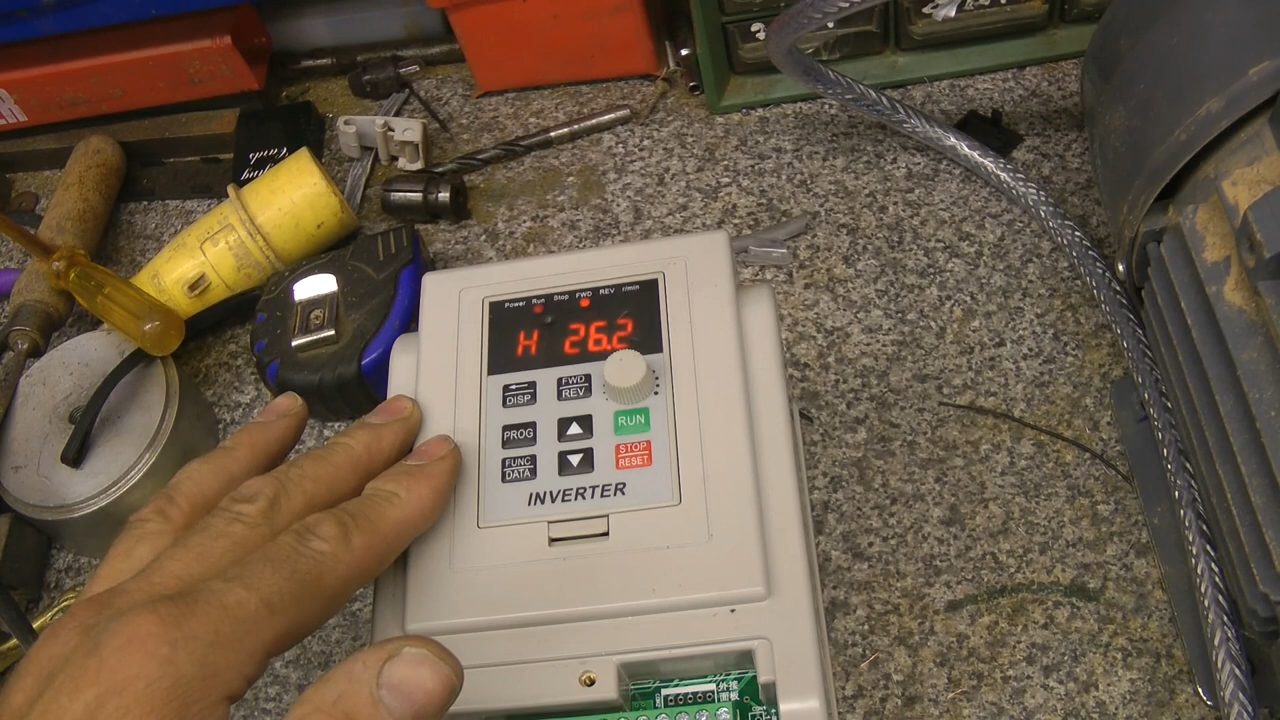 Power Run Stop FWD REV r/min
H 26.2
←
DISP
FWD
REV
PROG
▲
RUN
FUNC
DATA
▼
STOP
RESET
INVERTER
外接
面板